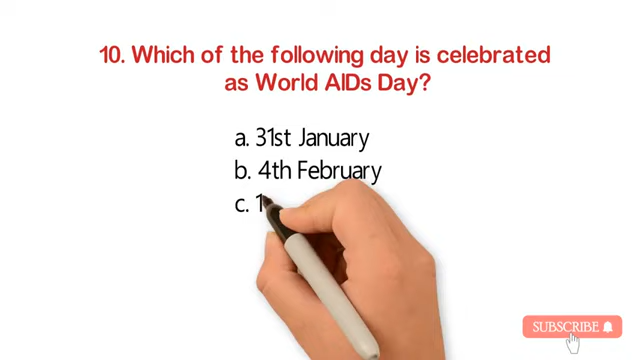 10. Which of the following day is celebrated
as World AIDs Day?
a. 31st January
b. 4th February
c. 1
SUBSCRIBE